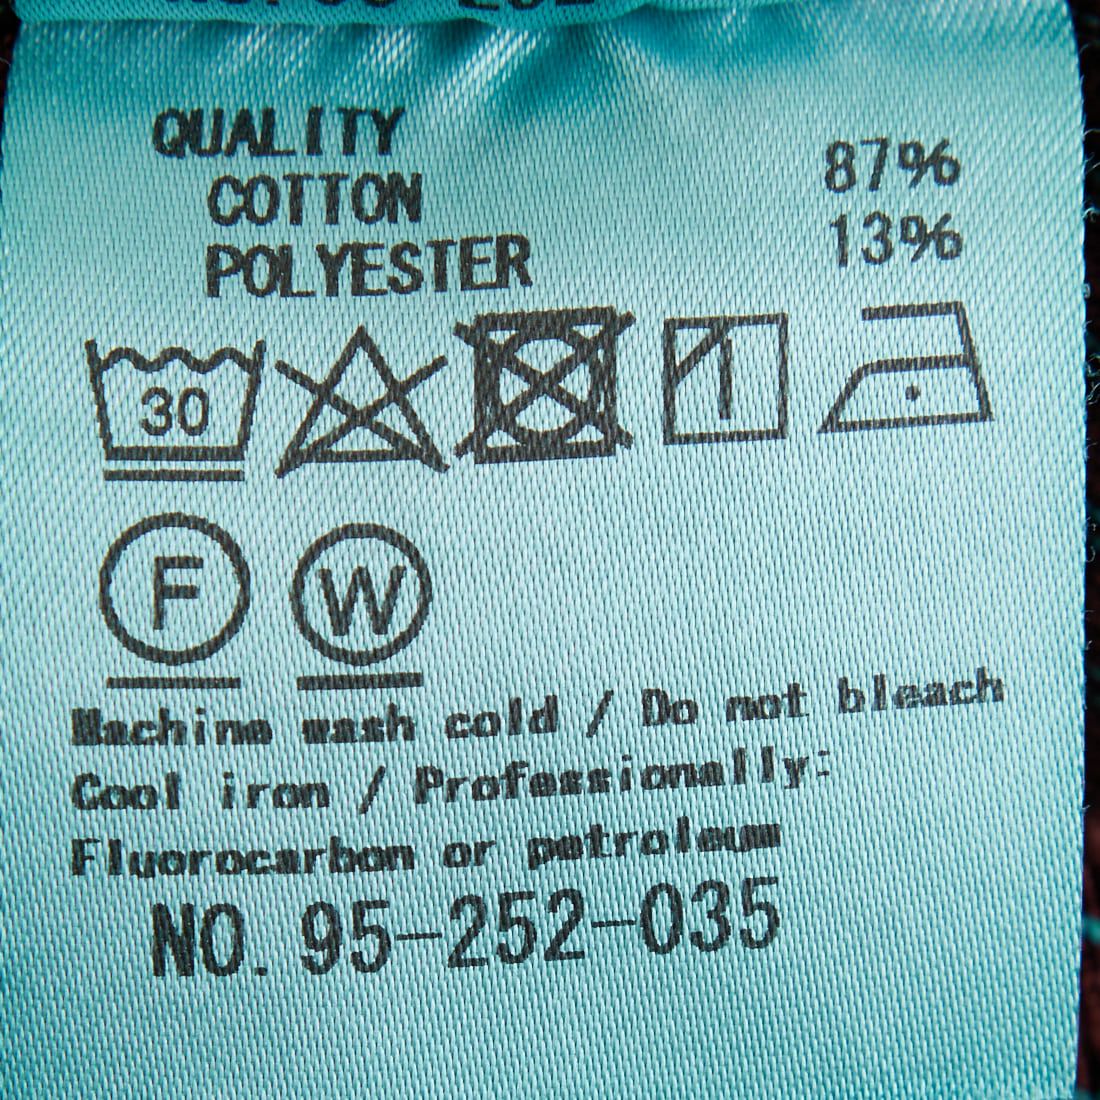 QUALITY
COTTON 87%
POLYESTER 13%
30
F W
Machine wash cold / Do not bleach
Cool iron / Professionally:
Fluorocarbon or petroleum
NO. 95-252-035